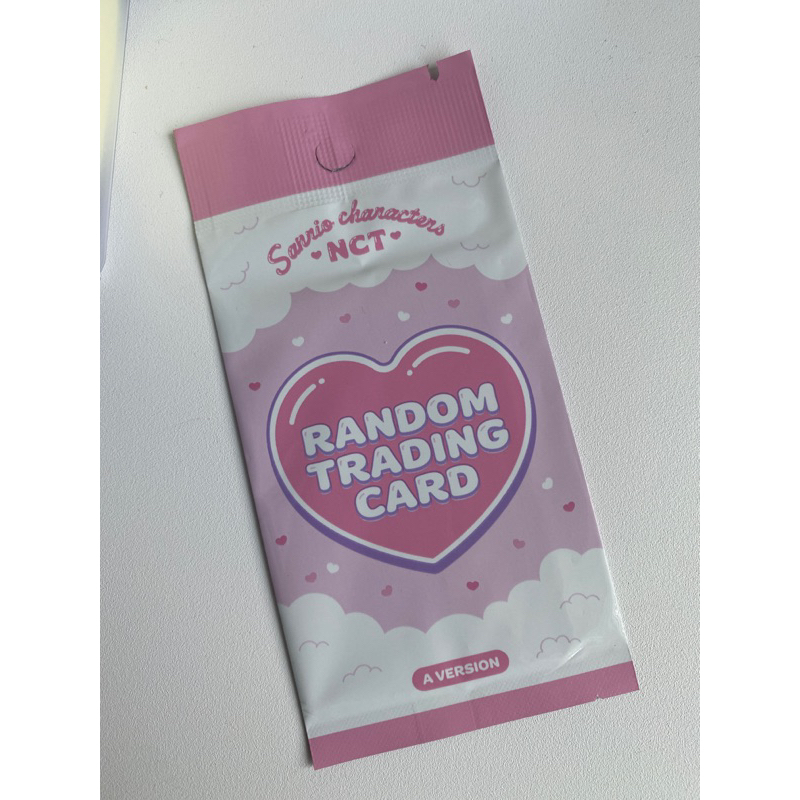 Sanrio characters
NCT
RANDOM
TRADING
CARD
A VERSION